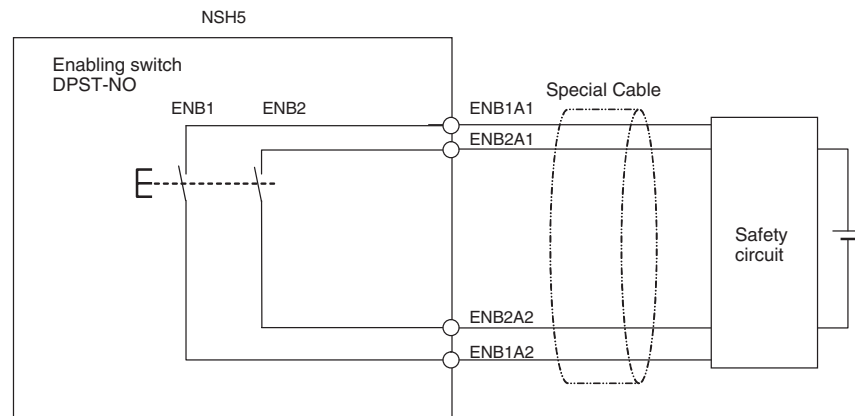 NSH5
Enabling switch
DPST-NO
ENB1
ENB2
Special Cable
ENB1A1
ENB2A1
Safety
circuit
ENB2A2
ENB1A2